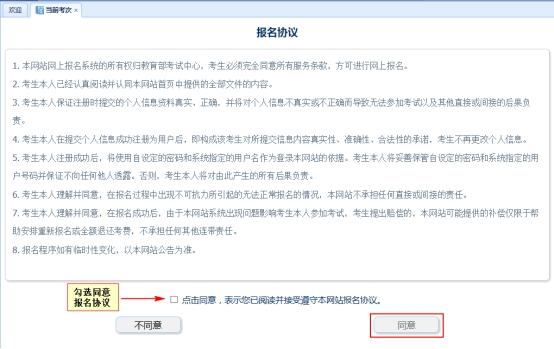 欢迎 当前考次 ×
报名协议
1. 本网站网上报名系统的所有权归教育部考试中心，考生必须完全同意所有服务条款，方可进行网上报名。
2. 考生本人已经认真阅读并认同本网站首页中提供的全部文件的内容。
3. 考生本人保证注册时提交的个人信息资料真实、正确，并将对个人信息不真实或不正确而导致无法参加考试以及其他直接或间接的后果负
责。
4. 考生本人在提交个人信息成功注册为用户后，即构成该考生对所提交信息内容真实性、准确性、合法性的承诺，考生不再更改个人信息。
5. 考生本人注册成功后，将使用自设定的密码和系统指定的用户名作为登录本网站的依据。考生本人将妥善保管自设定的密码和系统指定的用
户号码并保证不向任何他人透露。否则，考生本人将对由此产生的所有后果负责。
6. 考生本人理解并同意，在报名过程中出现不可抗力所引起的无法正常报名的情况，本网站不承担任何直接或间接的责任。
7. 考生本人理解并同意，在报名成功后，由于本网站系统出现问题影响考生本人参加考试，考生提出赔偿的，本网站可能提供的补偿仅限于帮
助安排重新报名或全额退还考费，不承担任何其他连带责任。
8. 报名程序如有临时性变化，以本网站公告为准。
勾选同意
报名协议
点击同意，表示您已阅读并接受遵守本网站报名协议。
不同意 同意